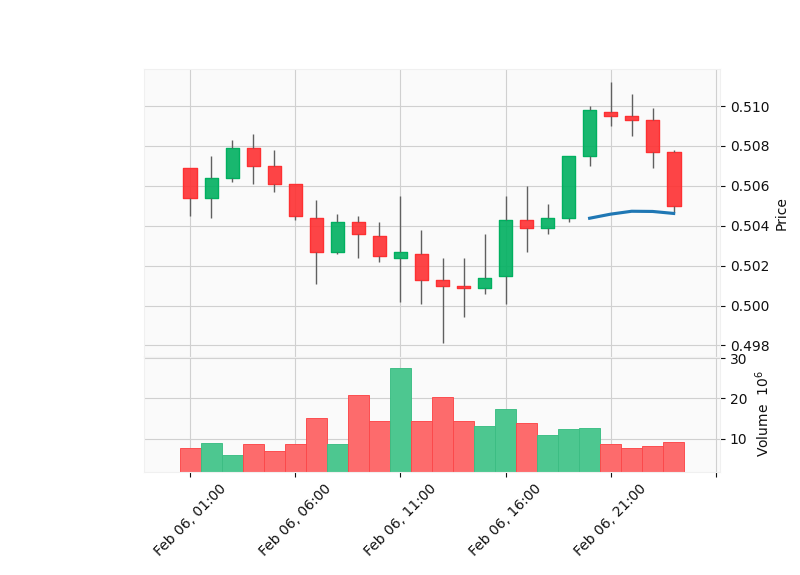 0.510
0.508
0.506
0.504
0.502
0.500
0.498
Price
30
20
10
Volume 10^6
Feb 06, 01:00
Feb 06, 06:00
Feb 06, 11:00
Feb 06, 16:00
Feb 06, 21:00